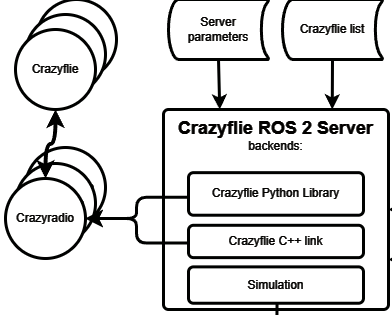 Server
parameters
Crazyflie list
Crazyflie
Crazyflie ROS 2 Server
backends:
Crazyflie Python Library
Crazyradio
Crazyflie C++ link
Simulation